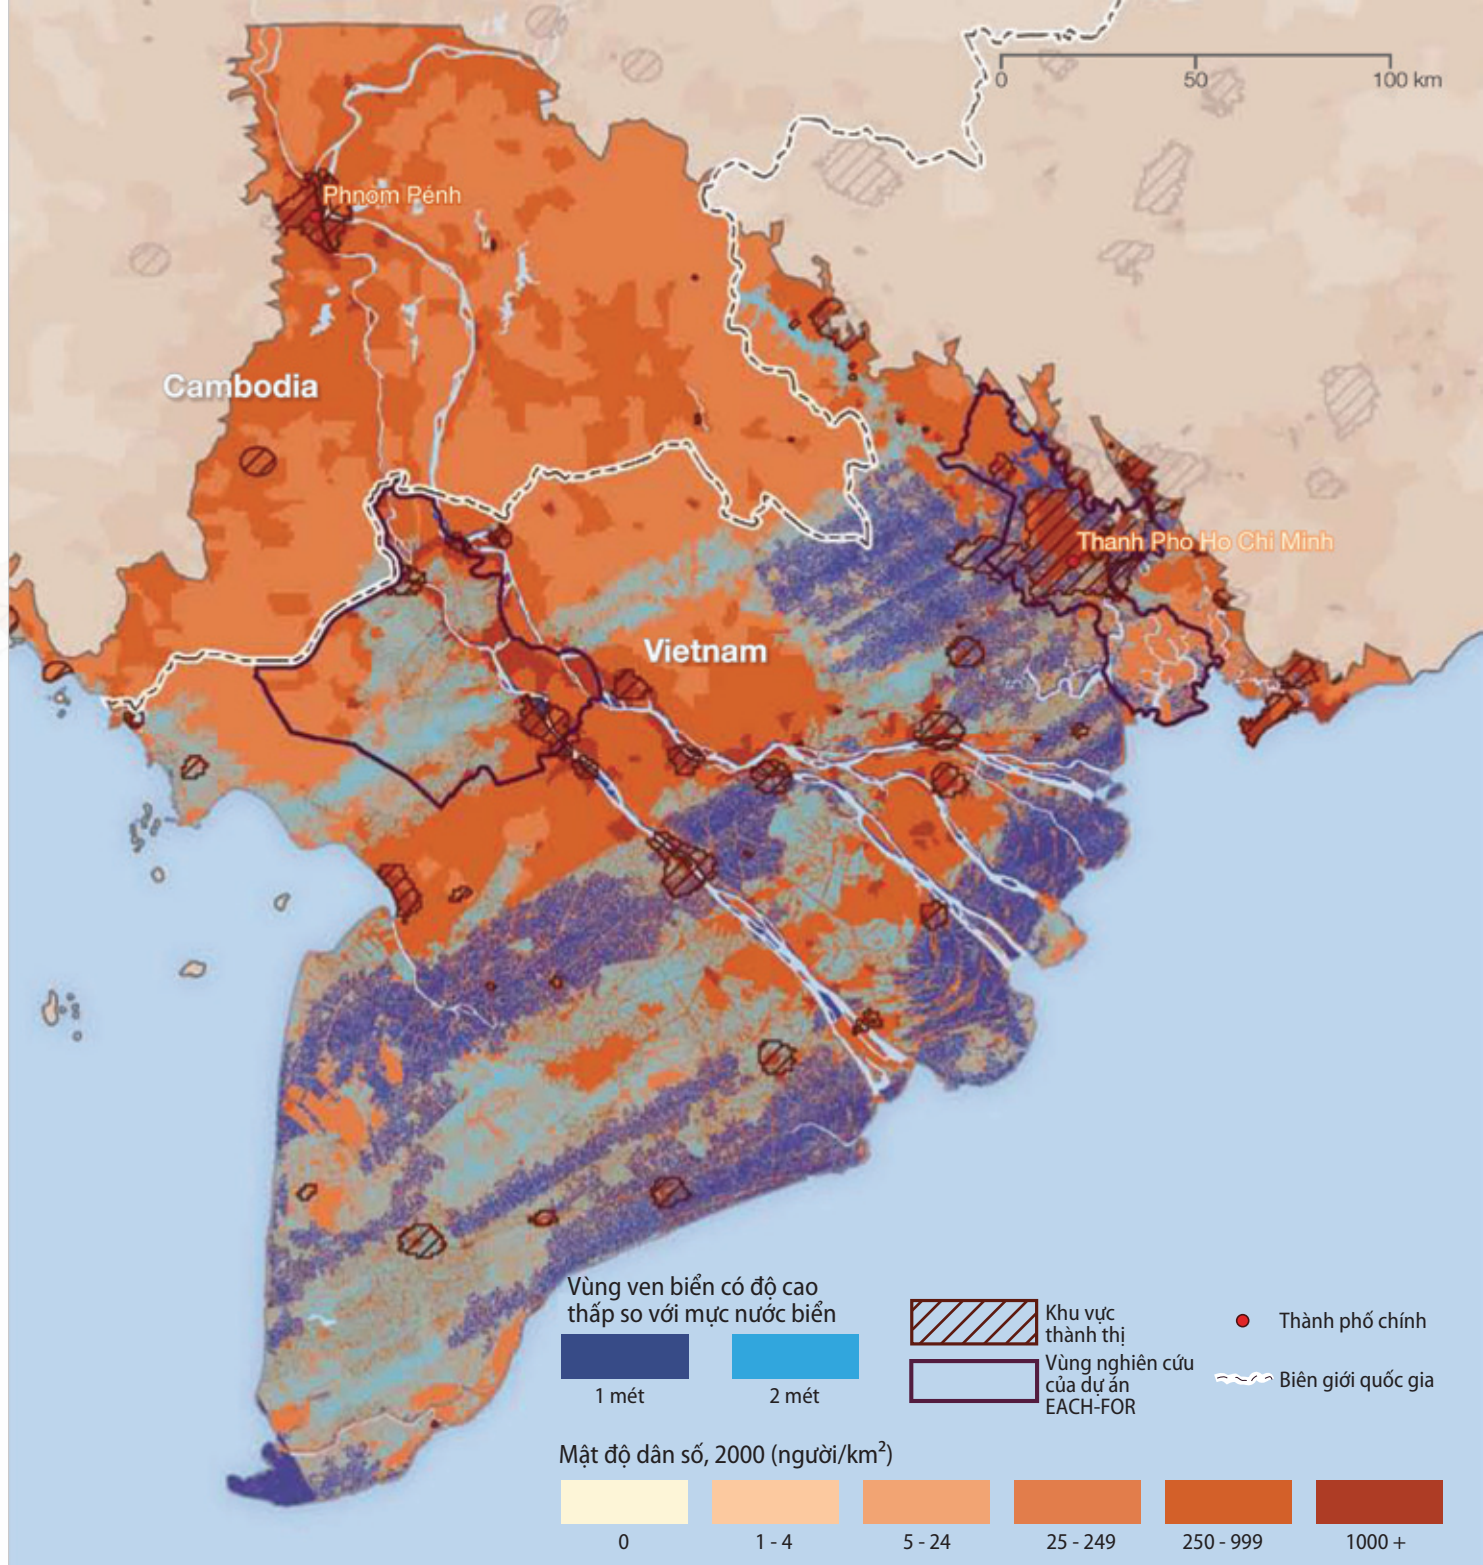 0 50 100 km
Phnom Pénh
Cambodia
Thanh Pho Ho Chi Minh
Vietnam
Vùng ven biển có độ cao
thấp so với mực nước biển
1 mét
2 mét
Khu vực
thành thị
Vùng nghiên cứu
của dự án
EACH-FOR
Thành phố chính
Biên giới quốc gia
Mật độ dân số, 2000 (người/km²)
0
1 - 4
5 - 24
25 - 249
250 - 999
1000 +